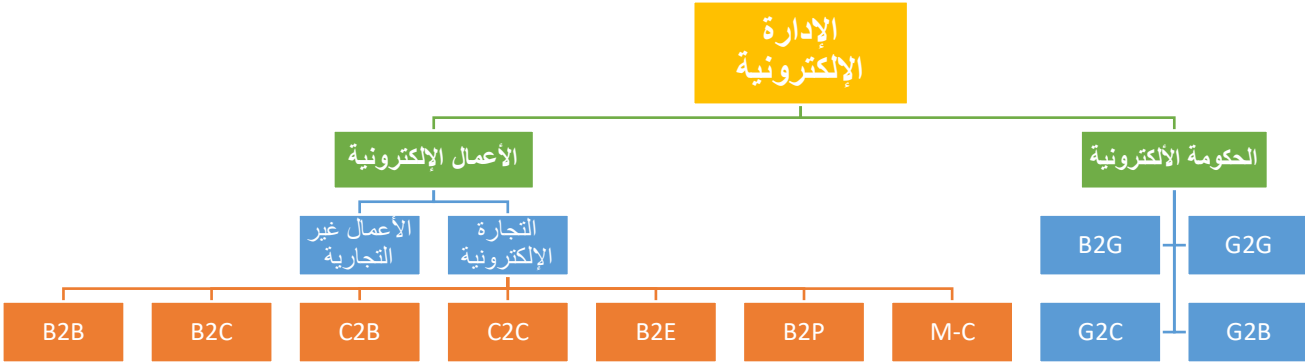 الإدارة
الإلكترونية
الحكومة الألكترونية
الأعمال الإلكترونية
G2G
B2G
G2B
G2C
التجارة
الإلكترونية
الأعمال غير
التجارية
B2B
B2C
C2B
C2C
B2E
B2P
M-C